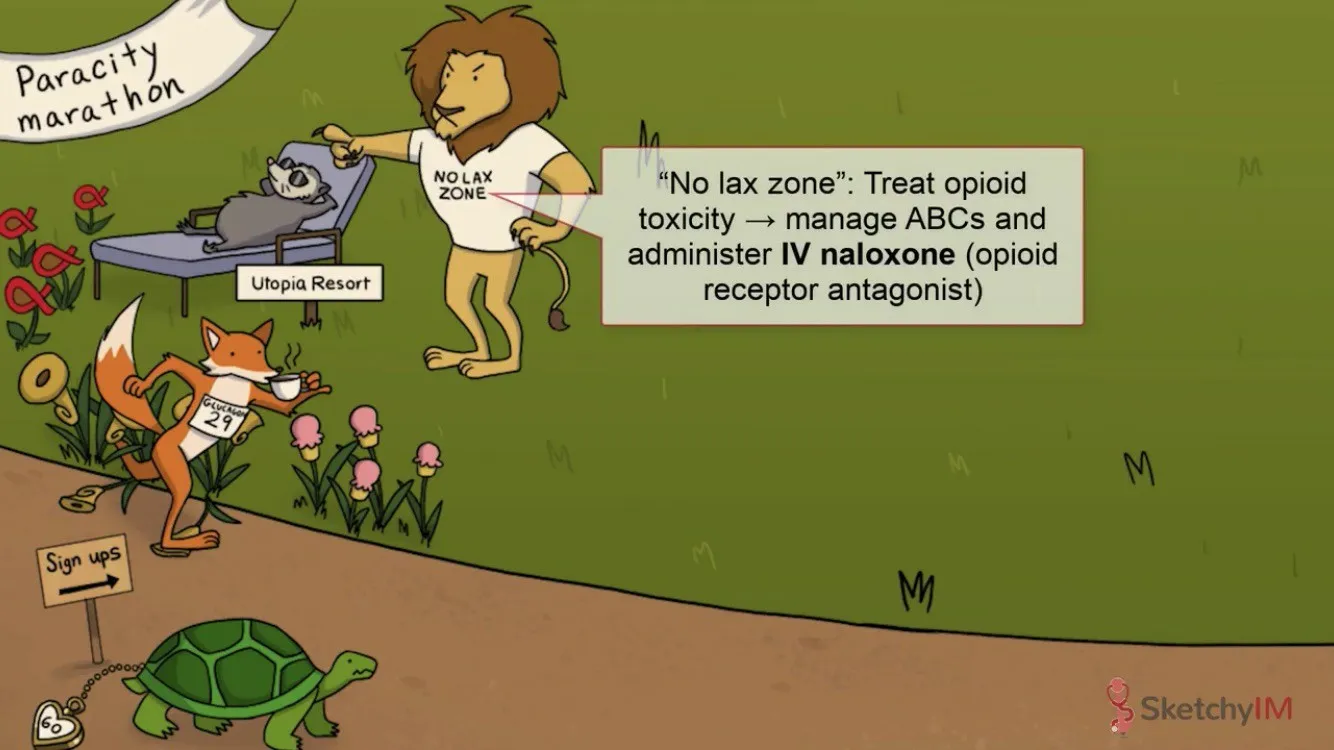 Paracity
marathon
NO LAX
ZONE
"No lax zone": Treat opioid
toxicity → manage ABCs and
administer IV naloxone (opioid
receptor antagonist)
Utopia Resort
GLUCAGON
29
Sign ups
60
SketchyIM